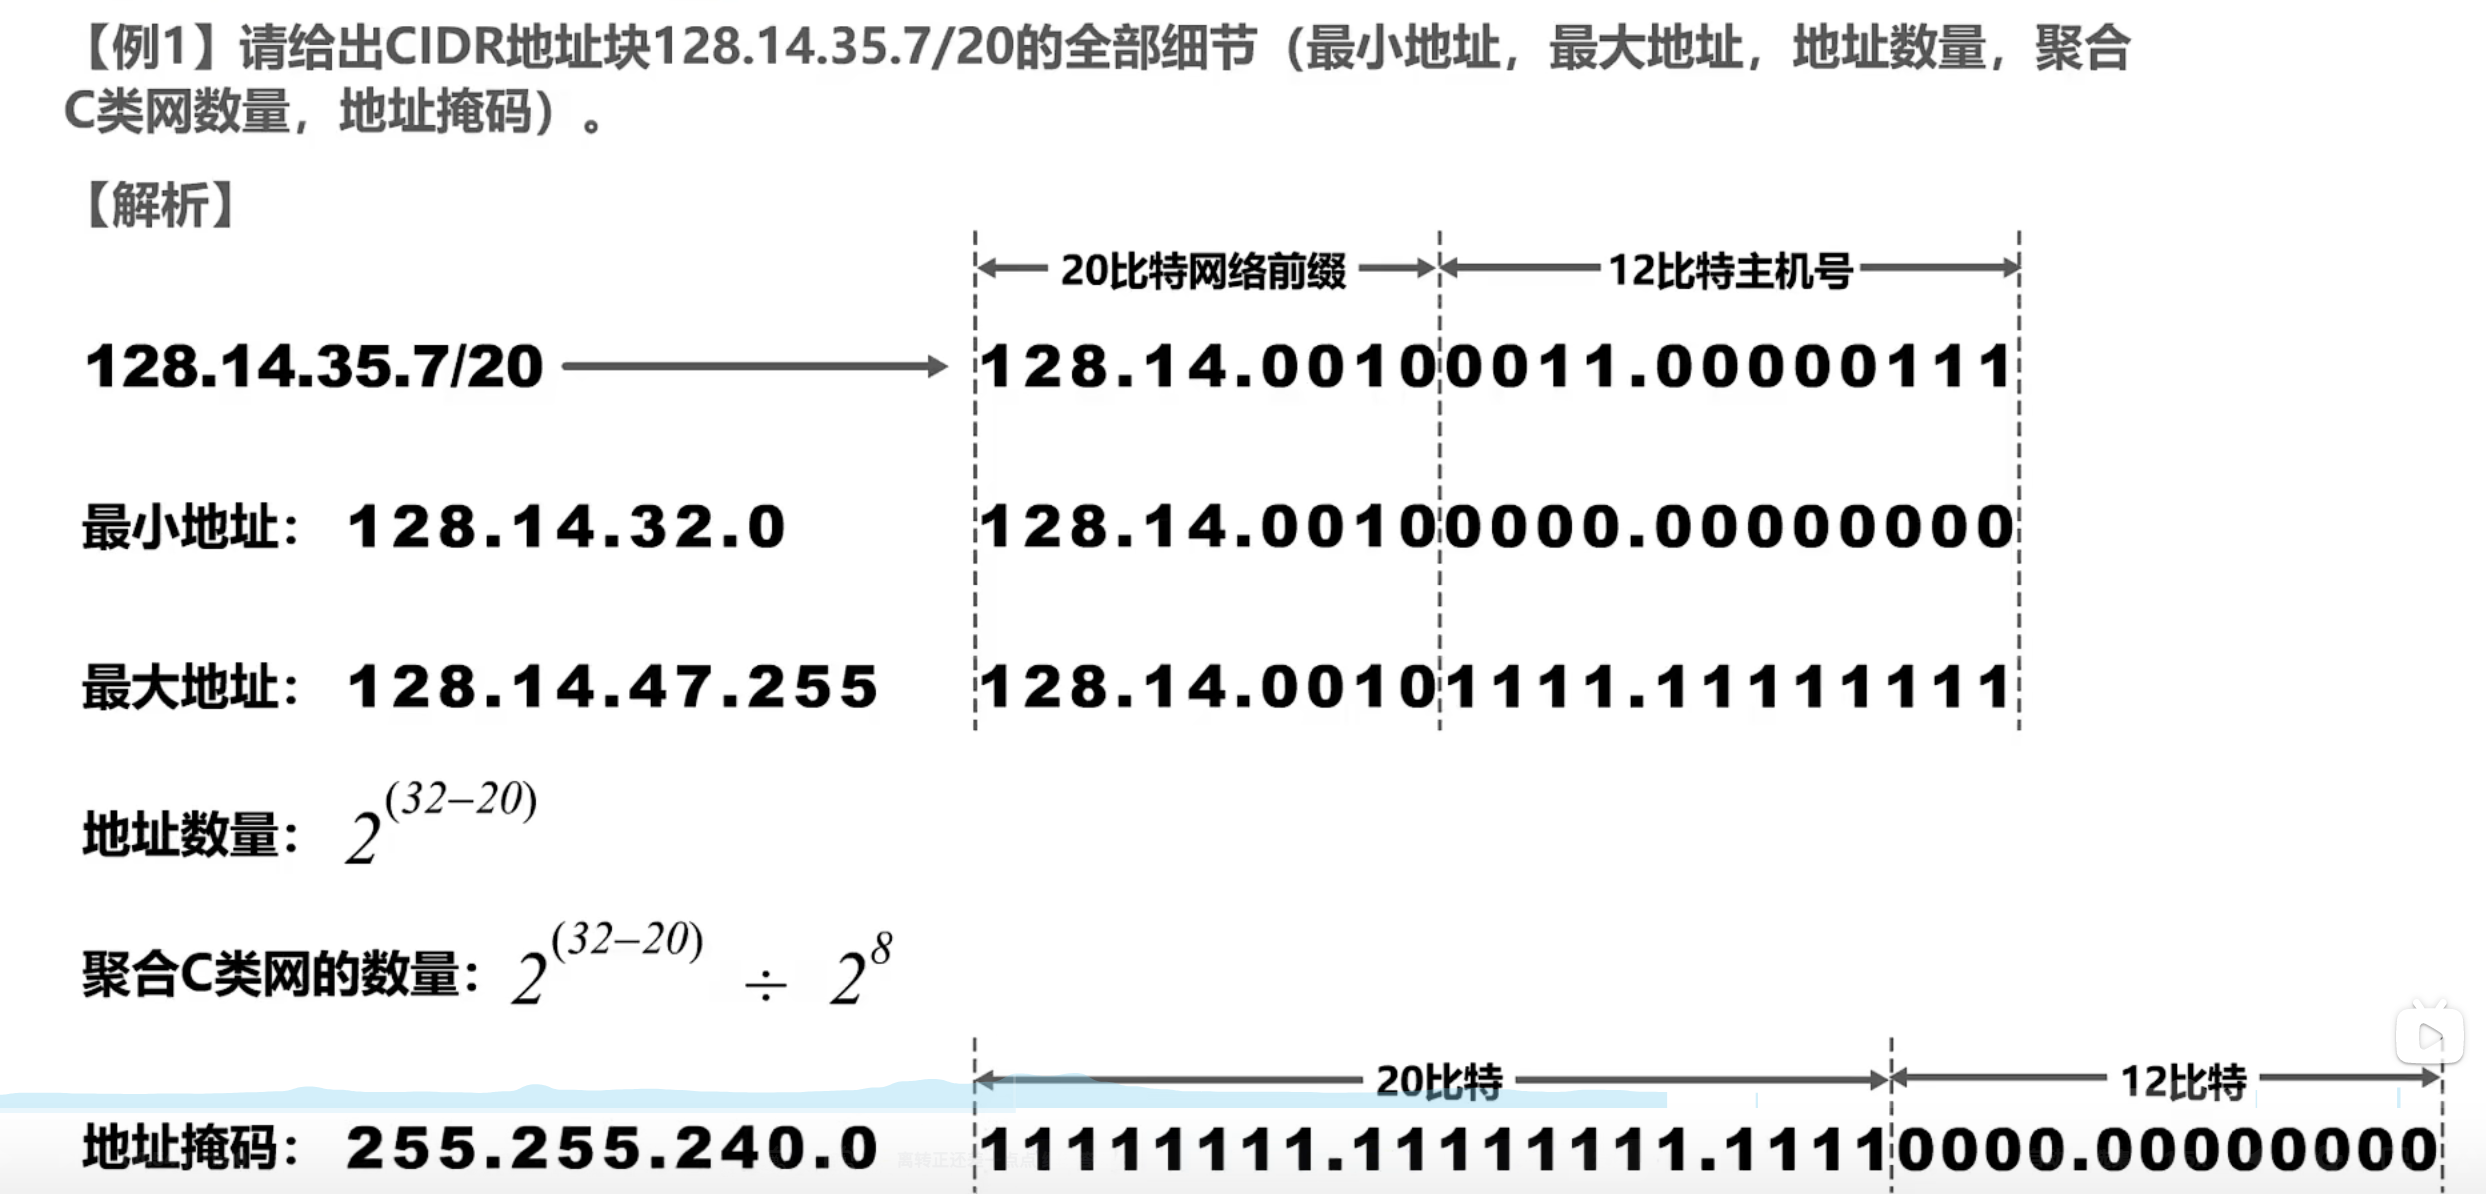 【例1】请给出CIDR地址块128.14.35.7/20的全部细节（最小地址，最大地址，地址数量，聚合
C类网数量，地址掩码）。
【解析】
20比特网络前缀 12比特主机号
128.14.35.7/20 128.14.00100011.00000111
最小地址： 128.14.32.0 128.14.00100000.00000000
最大地址： 128.14.47.255 128.14.00101111.11111111
地址数量： 2^(32−20)
聚合C类网的数量： 2^(32−20) ÷ 2^8
20比特 12比特
地址掩码： 255.255.240.0 11111111.11111111.11110000.00000000